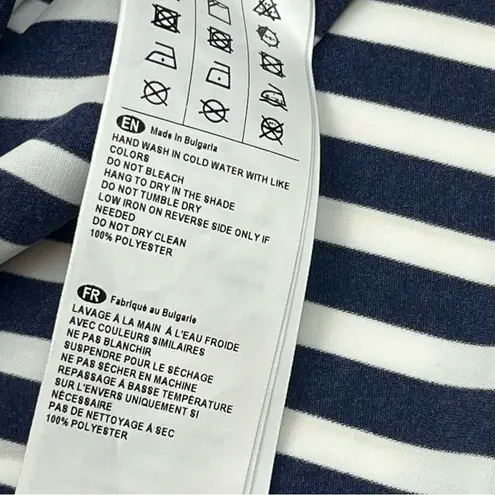 EN Made in Bulgaria
HAND WASH IN COLD WATER WITH LIKE
COLORS
DO NOT BLEACH
HANG TO DRY IN THE SHADE
DO NOT TUMBLE DRY
LOW IRON ON REVERSE SIDE ONLY IF
NEEDED
DO NOT DRY CLEAN
100% POLYESTER
FR Fabriqué au Bulgarie
LAVAGE À LA MAIN À L'EAU FROIDE
AVEC COULEURS SIMILAIRES
NE PAS BLANCHIR
SUSPENDRE POUR LE SÉCHAGE
NE PAS SÉCHER EN MACHINE
REPASSAGE À BASSE TEMPÉRATURE
SUR L'ENVERS UNIQUEMENT SI
NÉCESSAIRE
PAS DE NETTOYAGE À SEC
100% POLYESTER